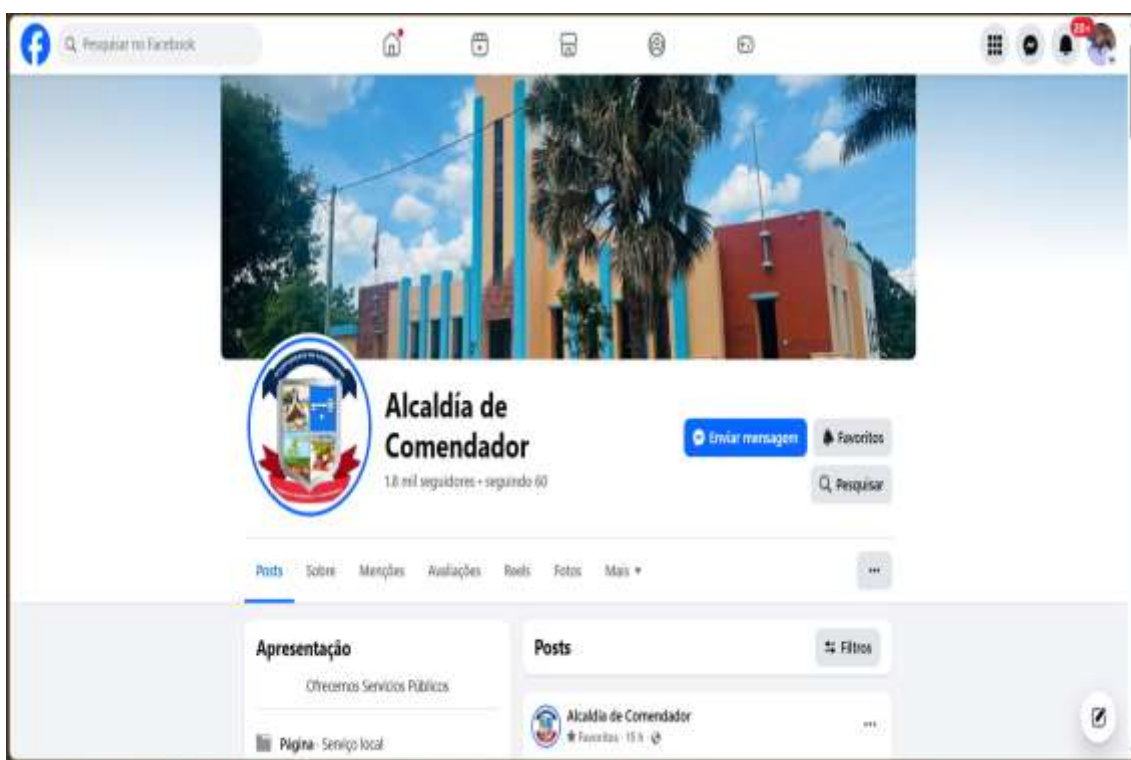 Pesquisar no Facebook
20+
Alcaldía de
Comendador
1.8 mil seguidores • seguindo 60
Enviar mensagem
Favoritos
Pesquisar
Posts Sobre Menções Avaliações Reels Fotos Mais
Apresentação
Ofrecemos Servicios Públicos
Página · Serviço local
Posts
Filtros
Alcaldía de Comendador
Favoritos · 15 h ·